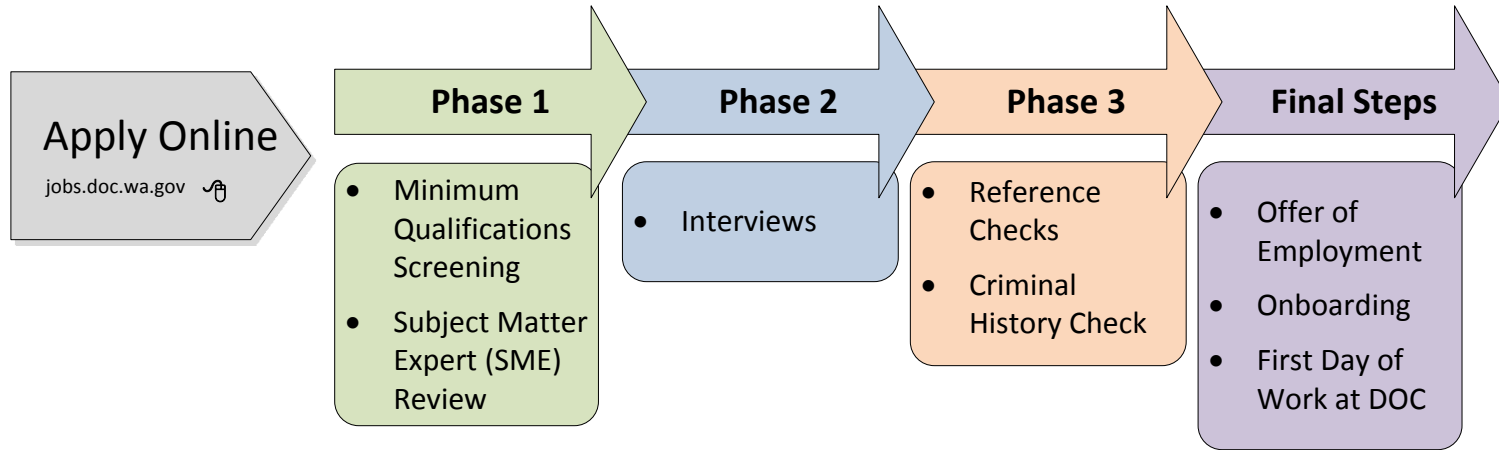 Apply Online
jobs.doc.wa.gov
Phase 1
• Minimum
Qualifications
Screening
• Subject Matter
Expert (SME)
Review
Phase 2
• Interviews
Phase 3
• Reference
Checks
• Criminal
History Check
Final Steps
• Offer of
Employment
• Onboarding
• First Day of
Work at DOC